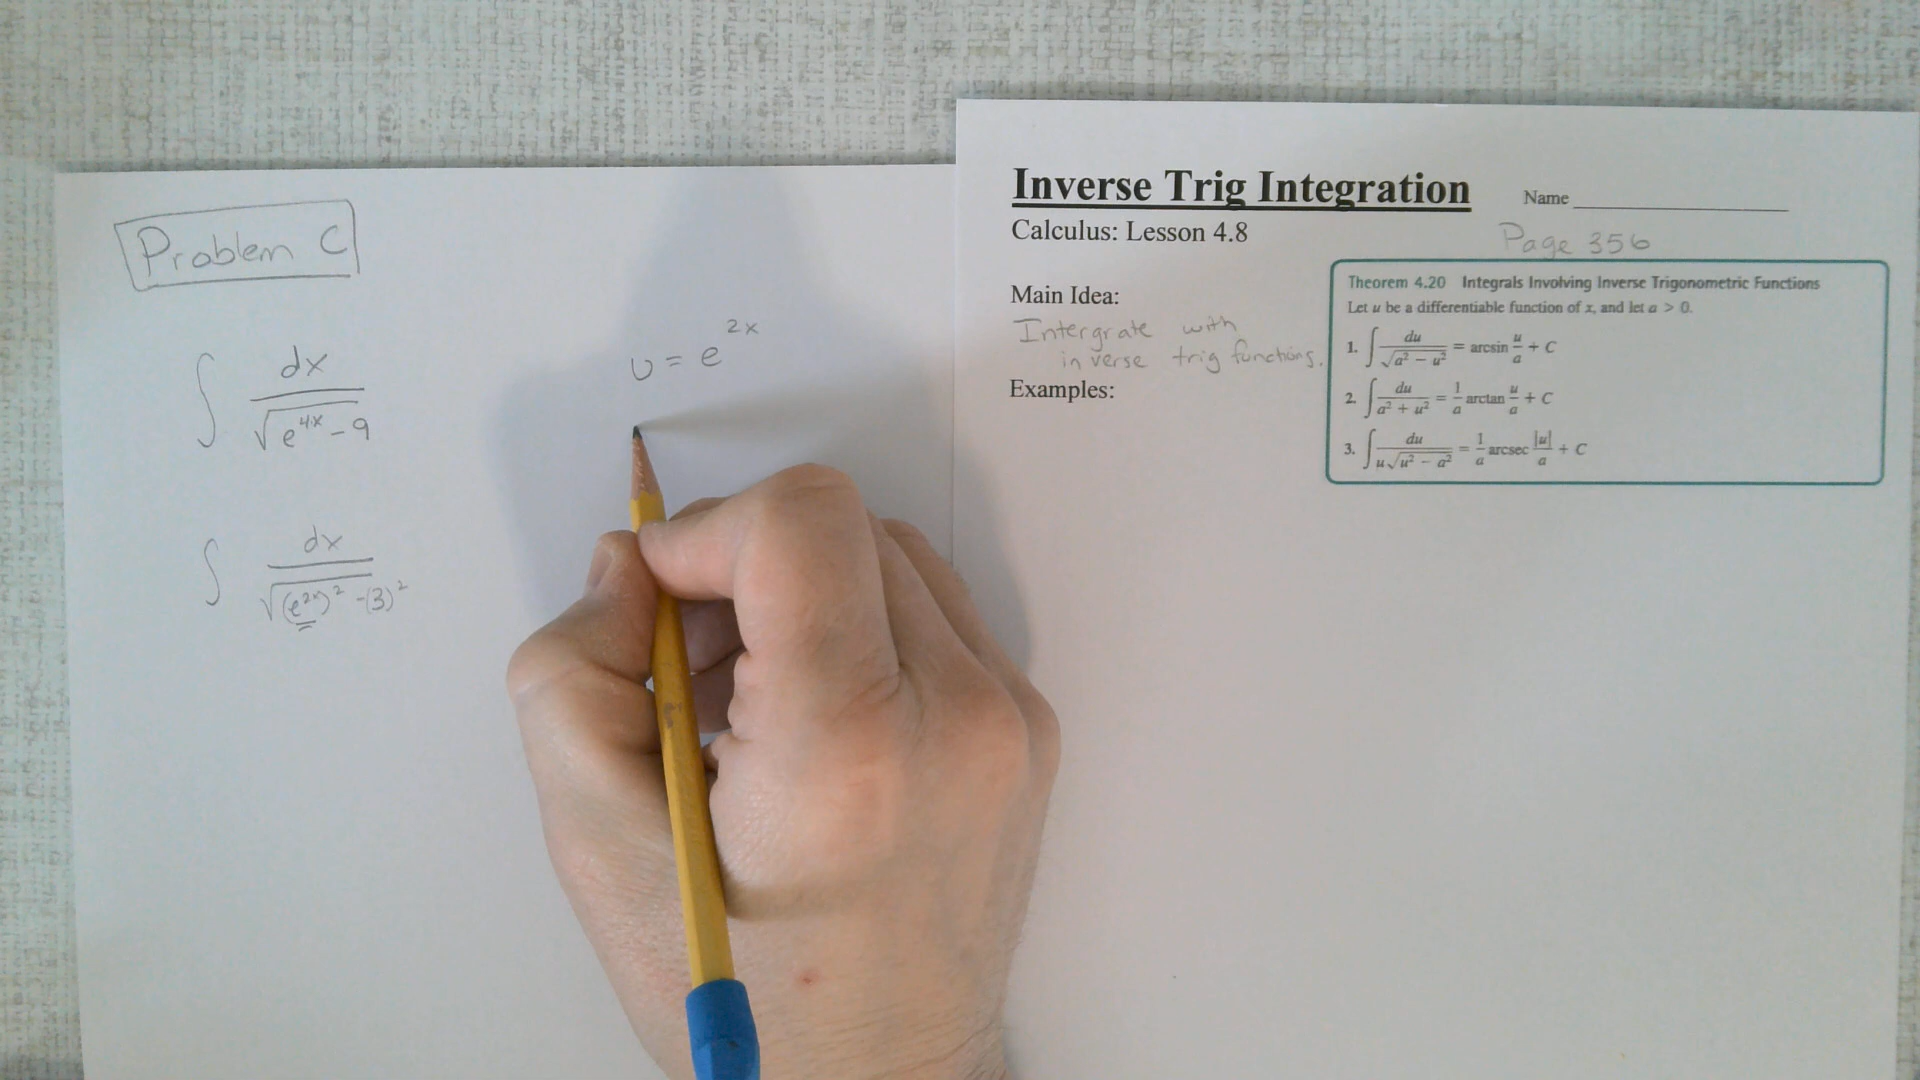 Problem C
∫ dx / √(e^4x - 9)
∫ dx / √((e^2x)^2 - (3)^2)
u = e^2x
Inverse Trig Integration
Name
Calculus: Lesson 4.8
Page 356
Main Idea:
Intergrate with
inverse trig functions.
Examples:
Theorem 4.20 Integrals Involving Inverse Trigonometric Functions
Let u be a differentiable function of x, and let a > 0.
1. ∫ du / √(a² - u²) = arcsin u/a + C
2. ∫ du / (a² + u²) = 1/a arctan u/a + C
3. ∫ du / (u√(u² - a²)) = 1/a arcsec |u|/a + C